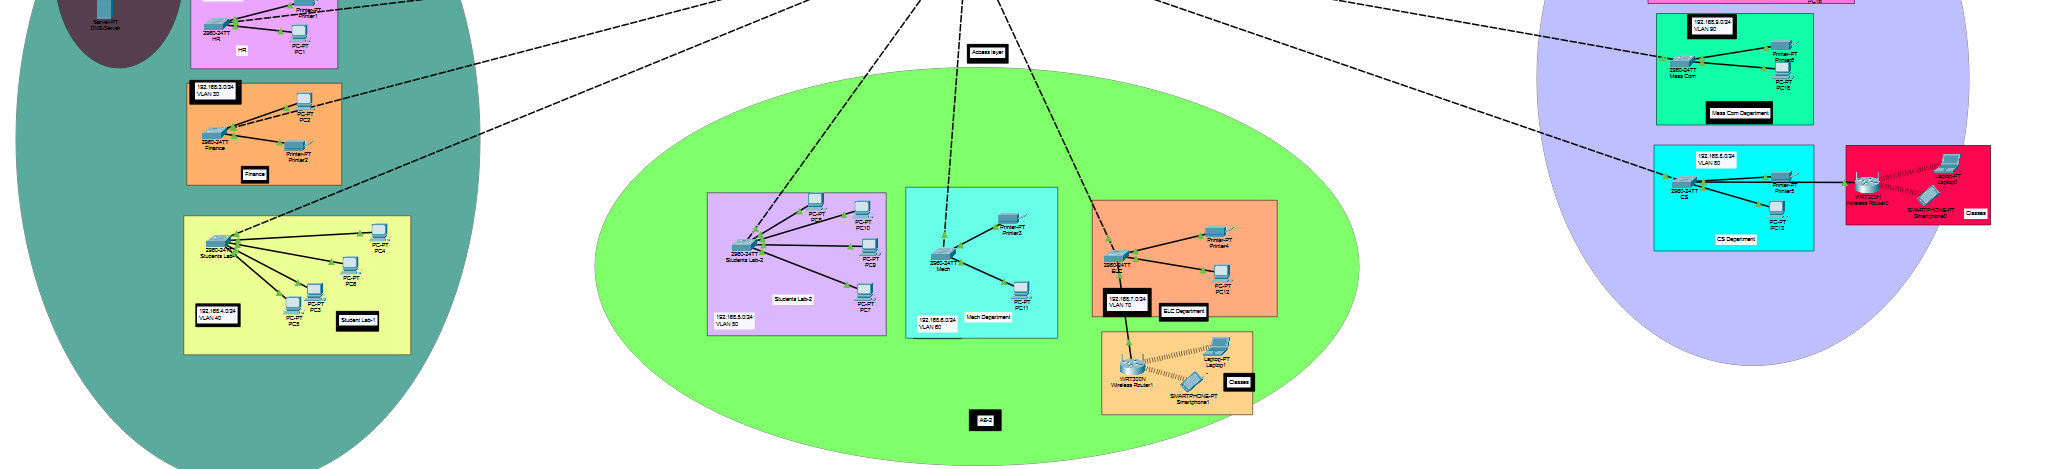 Server-PT
DNS-Server
Printer-PT
Printer1
2960-24TT
HR
PC-PT
PC1
HR
192.168.3.0/24
VLAN 30
PC-PT
PC2
2960-24TT
Finance
Printer-PT
Printer2
Finance
2960-24TT
Students Lab-1
PC-PT
PC4
PC-PT
PC6
PC-PT
PC3
PC-PT
PC5
192.168.4.0/24
VLAN 40
Student Lab-1
Access layer
PC-PT
PC-PT
PC10
2960-24TT
Students Lab-2
PC-PT
PC9
PC-PT
PC7
Students Lab-2
192.168.5.0/24
VLAN 50
Printer-PT
Printer3
2960-24TT
Mech
PC-PT
PC11
Mech Department
192.168.6.0/24
VLAN 60
Printer-PT
Printer4
2960-24TT
ELC
PC-PT
PC12
192.168.7.0/24
VLAN 70
ELC Department
WRT300N
Wireless Router1
Laptop-PT
Laptop1
SMARTPHONE-PT
Smartphone1
Classes
AB-2
192.168.9.0/24
VLAN 90
Printer-PT
2960-24TT
Mass Com
PC-PT
Mass Com Department
192.168.8.0/24
VLAN 80
2960-24TT
CS
Printer-PT
Printer5
PC-PT
PC13
CS Department
WRT300N
Wireless Router0
Laptop-PT
Laptop0
SMARTPHONE-PT
Smartphone0
Classes